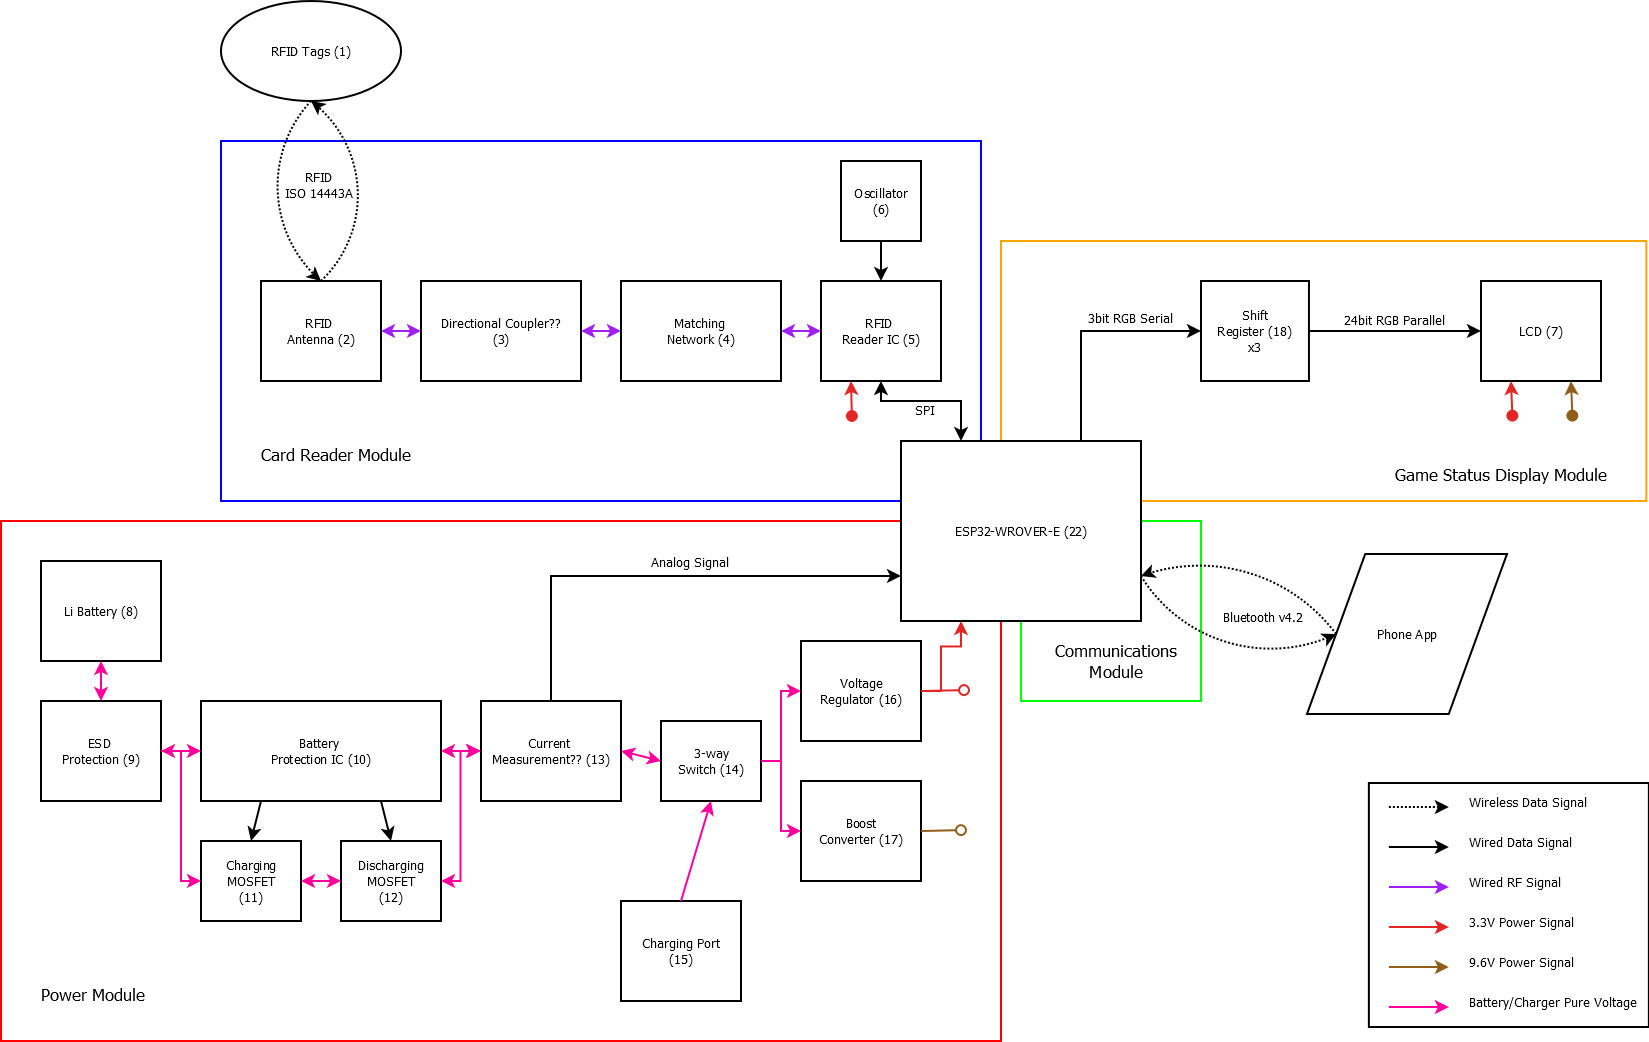 RFID Tags (1)
RFID
ISO 14443A
Oscillator
(6)
RFID
Antenna (2)
Directional Coupler??
(3)
Matching
Network (4)
RFID
Reader IC (5)
SPI
Card Reader Module
3bit RGB Serial
Shift
Register (18)
x3
24bit RGB Parallel
LCD (7)
Game Status Display Module
ESP32-WROVER-E (22)
Analog Signal
Li Battery (8)
ESD
Protection (9)
Battery
Protection IC (10)
Current
Measurement?? (13)
3-way
Switch (14)
Voltage
Regulator (16)
Boost
Converter (17)
Charging
MOSFET
(11)
Discharging
MOSFET
(12)
Charging Port
(15)
Power Module
Communications
Module
Bluetooth v4.2
Phone App
Wireless Data Signal
Wired Data Signal
Wired RF Signal
3.3V Power Signal
9.6V Power Signal
Battery/Charger Pure Voltage